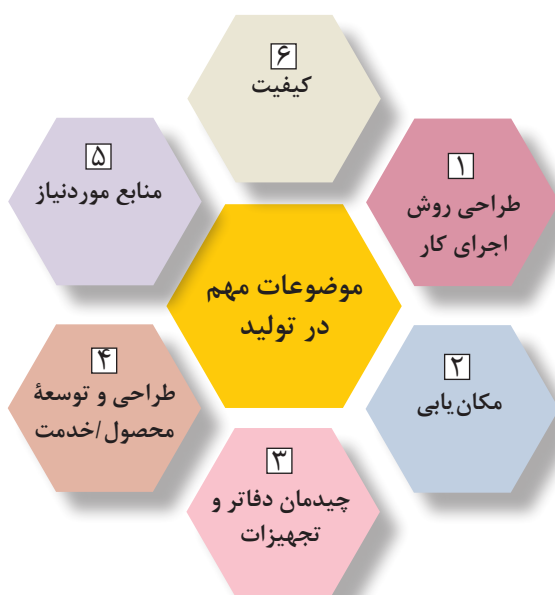 موضوعات مهم
در تولید
۱
طراحی روش
اجرای کار
۲
مکان‌یابی
۳
چیدمان دفاتر و
تجهیزات
۴
طراحی و توسعهٔ
محصول/خدمت
۵
منابع موردنیاز
۶
کیفیت